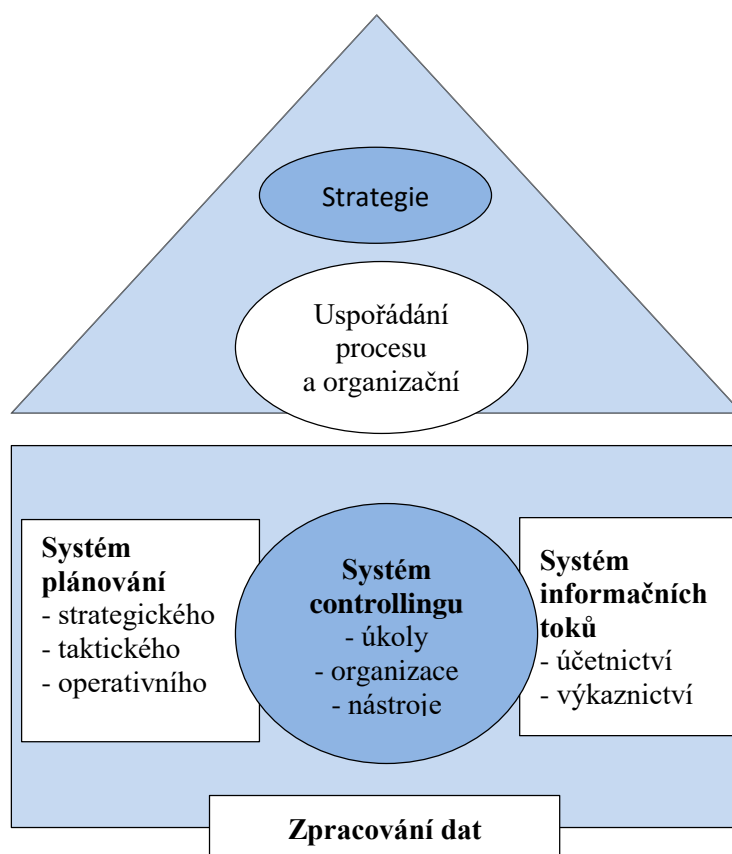 Strategie
Uspořádání
procesu
a organizační
Systém
plánování
- strategického
- taktického
- operativního
Systém
controllingu
- úkoly
- organizace
- nástroje
Systém
informačních
toků
- účetnictví
- výkaznictví
Zpracování dat